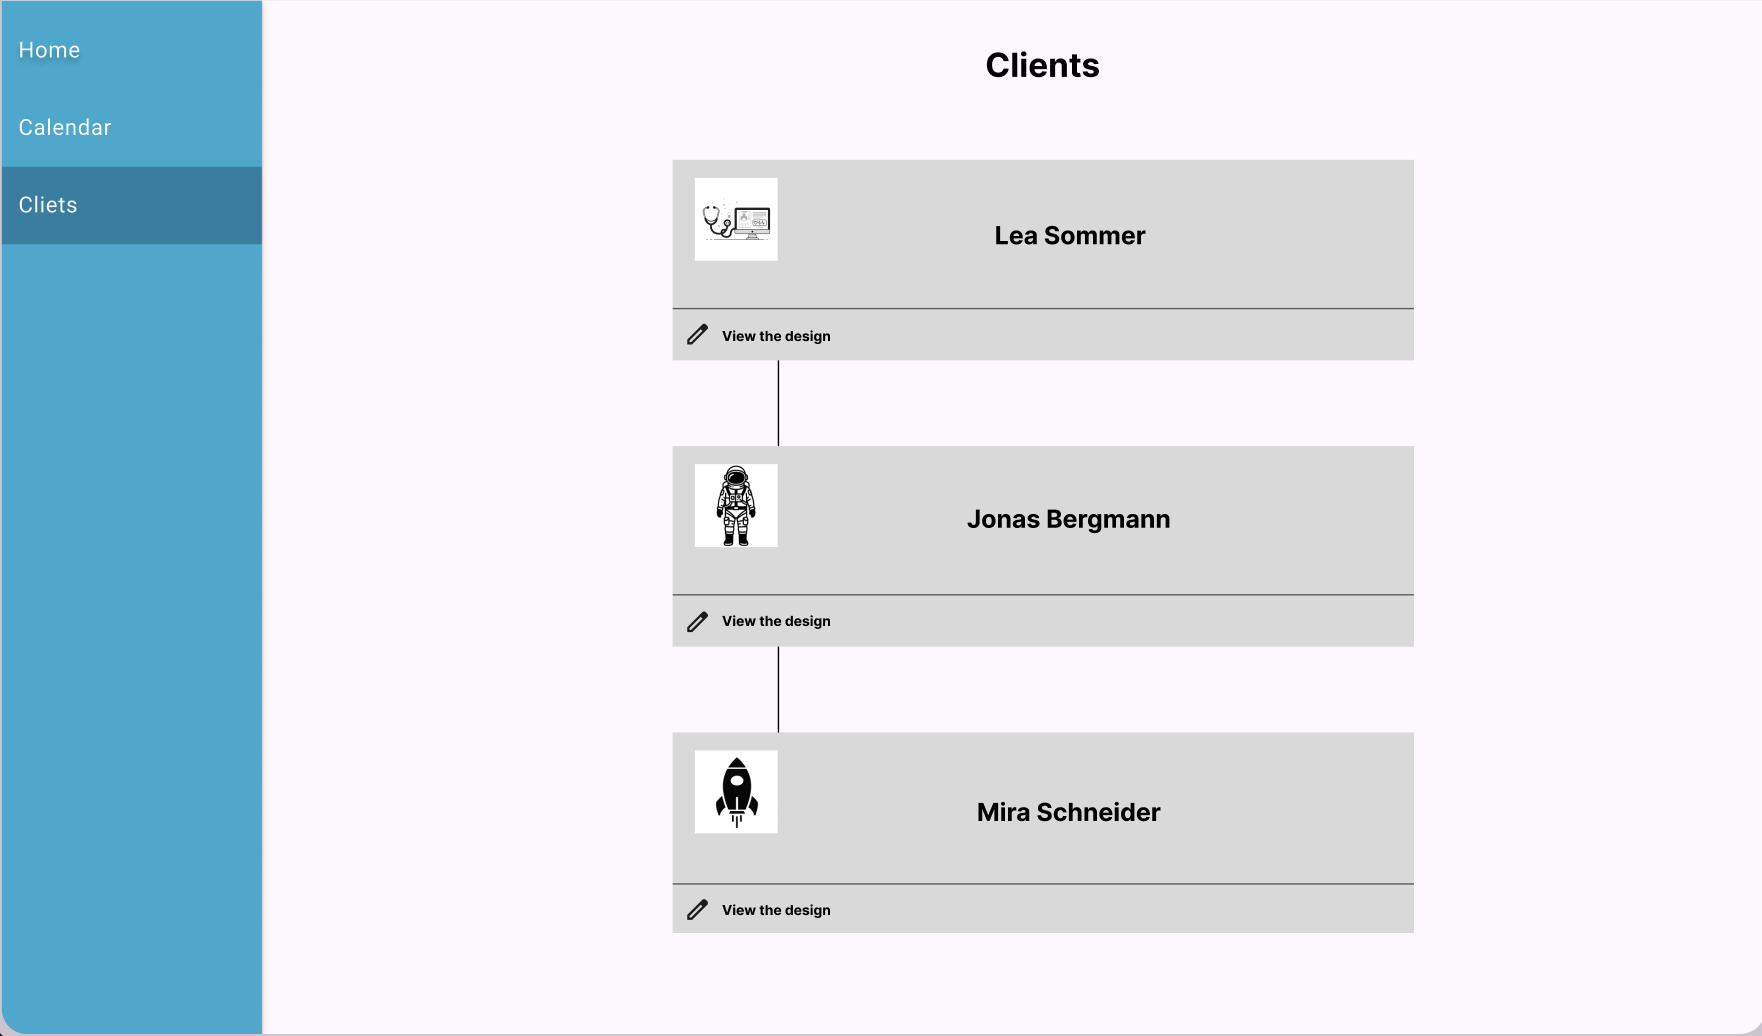 Home
Calendar
Cliets
Clients
Lea Sommer
View the design
Jonas Bergmann
View the design
Mira Schneider
View the design